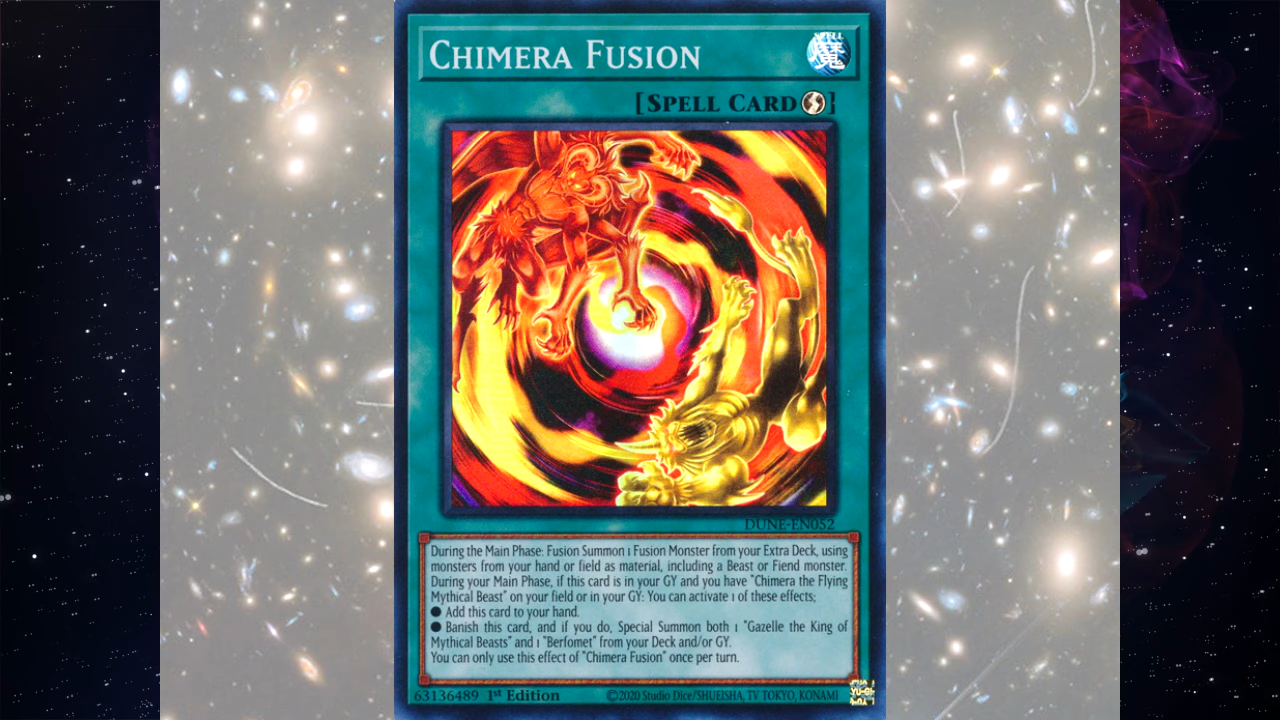 CHIMERA FUSION
SPELL
魔
[SPELL CARD]
DUNE-EN052
During the Main Phase: Fusion Summon 1 Fusion Monster from your Extra Deck, using
monsters from your hand or field as material, including a Beast or Fiend monster.
During your Main Phase, if this card is in your GY and you have "Chimera the Flying
Mythical Beast" on your field or in your GY: You can activate 1 of these effects;
● Add this card to your hand.
● Banish this card, and if you do, Special Summon both 1 "Gazelle the King of
Mythical Beasts" and 1 "Berfomet" from your Deck and/or GY.
You can only use this effect of "Chimera Fusion" once per turn.
63136489 1st Edition ©2020 Studio Dice/SHUEISHA, TV TOKYO, KONAMI